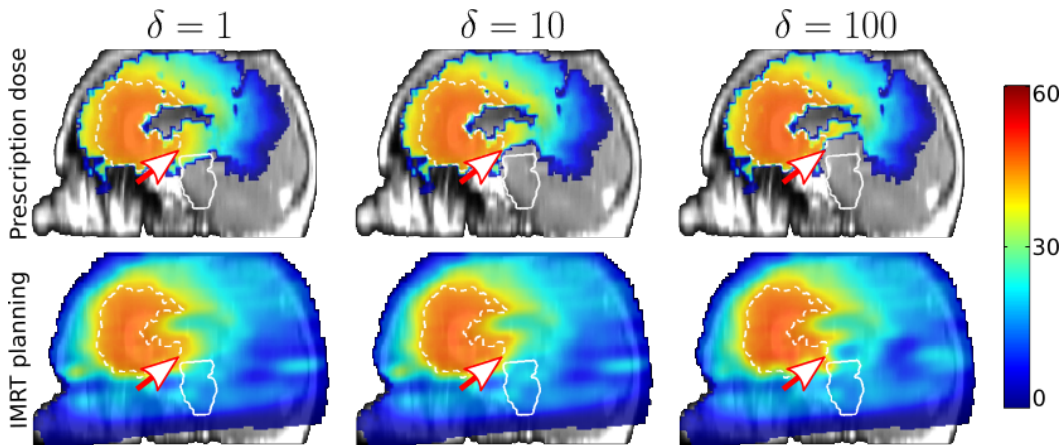 δ = 1
δ = 10
δ = 100
Prescription dose
60
30
0
IMRT planning